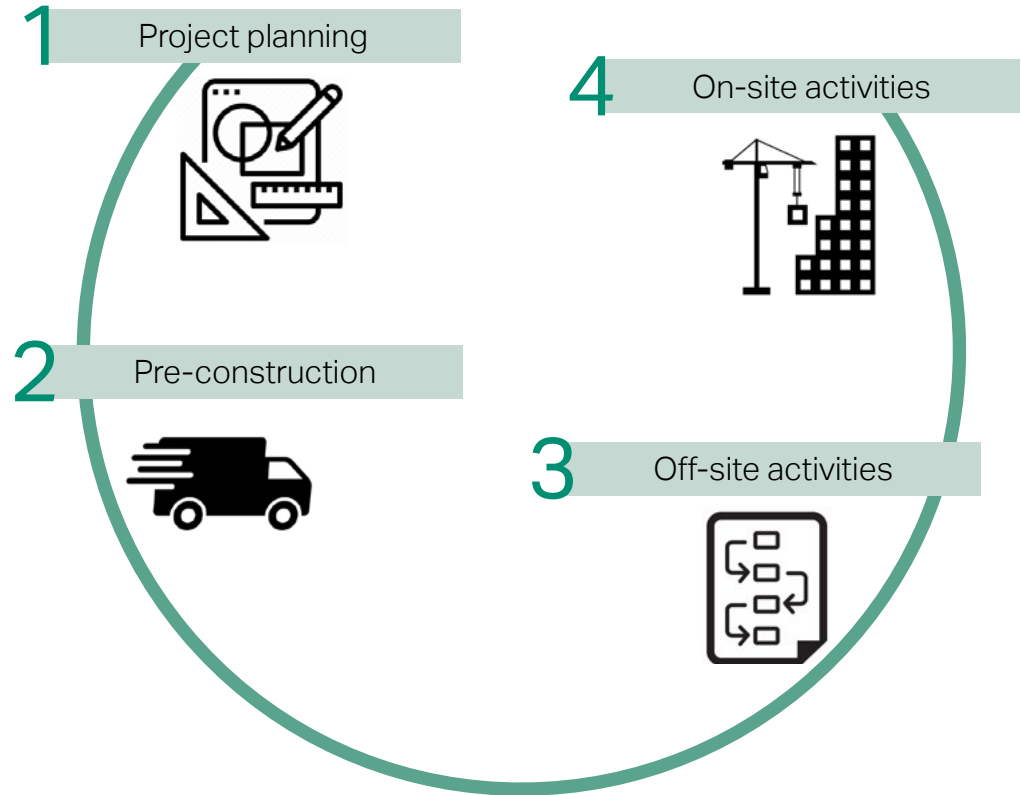 1 Project planning
2 Pre-construction
3 Off-site activities
4 On-site activities